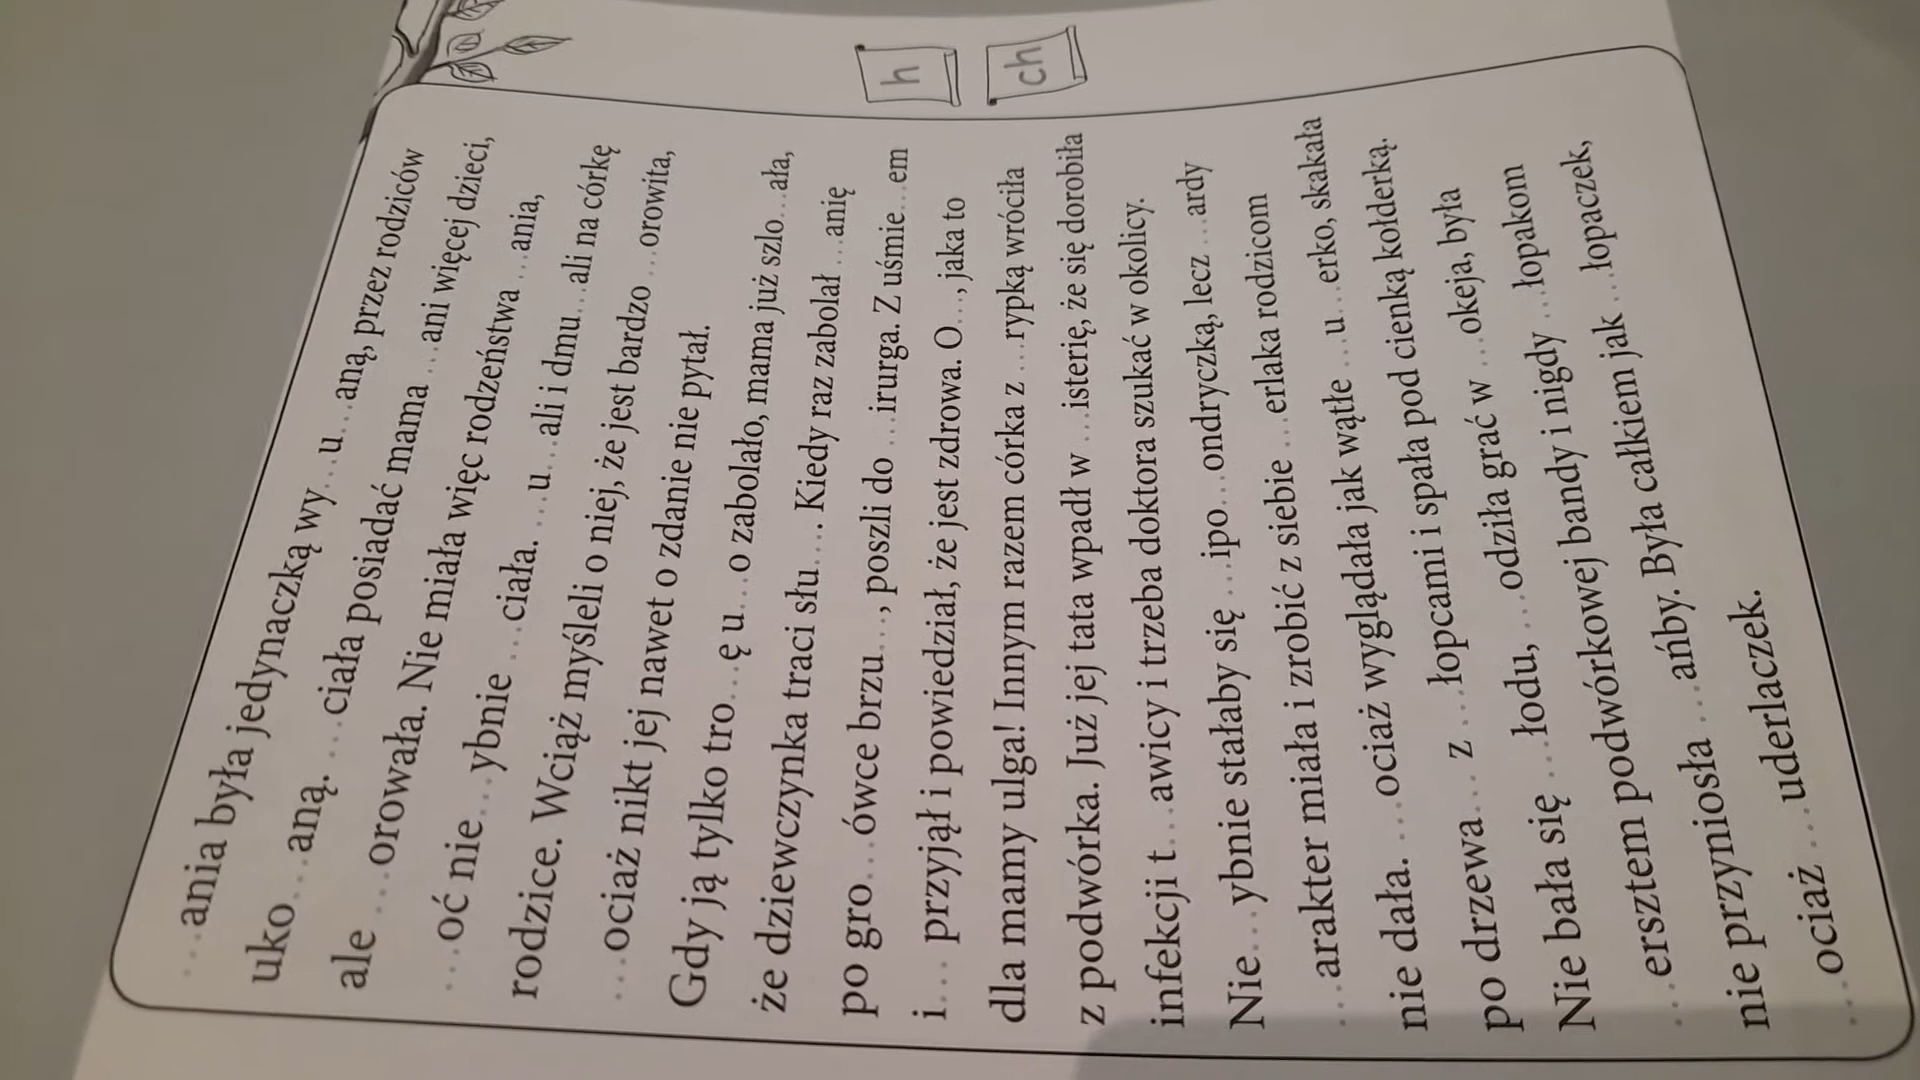 h
ch
...ania była jedynaczką wy...u...aną, przez rodziców
uko...aną. ...ciała posiadać mama ...ani więcej dzieci,
ale ...orowała. Nie miała więc rodzeństwa ...ania,
...oć nie...ybnie ...ciała. ...u...ali i dmu...ali na córkę
rodzice. Wciąż myśleli o niej, że jest bardzo ...orowita,
...ociaż nikt jej nawet o zdanie nie pytał.
Gdy ją tylko tro...ę u...o zabolało, mama już szlo...ała,
że dziewczynka traci słu.... Kiedy raz zabolał ...anię
po gro...ówce brzu..., poszli do ...irurga. Z uśmie...em
i... przyjął i powiedział, że jest zdrowa. O..., jaka to
dla mamy ulga! Innym razem córka z ...rypką wróciła
z podwórka. Już jej tata wpadł w ...isterię, że się dorobiła
infekcji t...awicy i trzeba doktora szukać w okolicy.
Nie...ybnie stałaby się ...ipo...ondryczką, lecz ...ardy
...arakter miała i zrobić z siebie ...erlaka rodzicom
nie dała. ...ociaż wyglądała jak wątłe ...u...erko, skakała
po drzewa... z ...łopcami i spała pod cienką kołderką.
Nie bała się ...łodu, ...odziła grać w ...okeja, była
...ersztem podwórkowej bandy i nigdy ...łopakom
nie przyniosła ...ańby. Była całkiem jak ...łopaczek,
...ociaż ...uderlaczek.